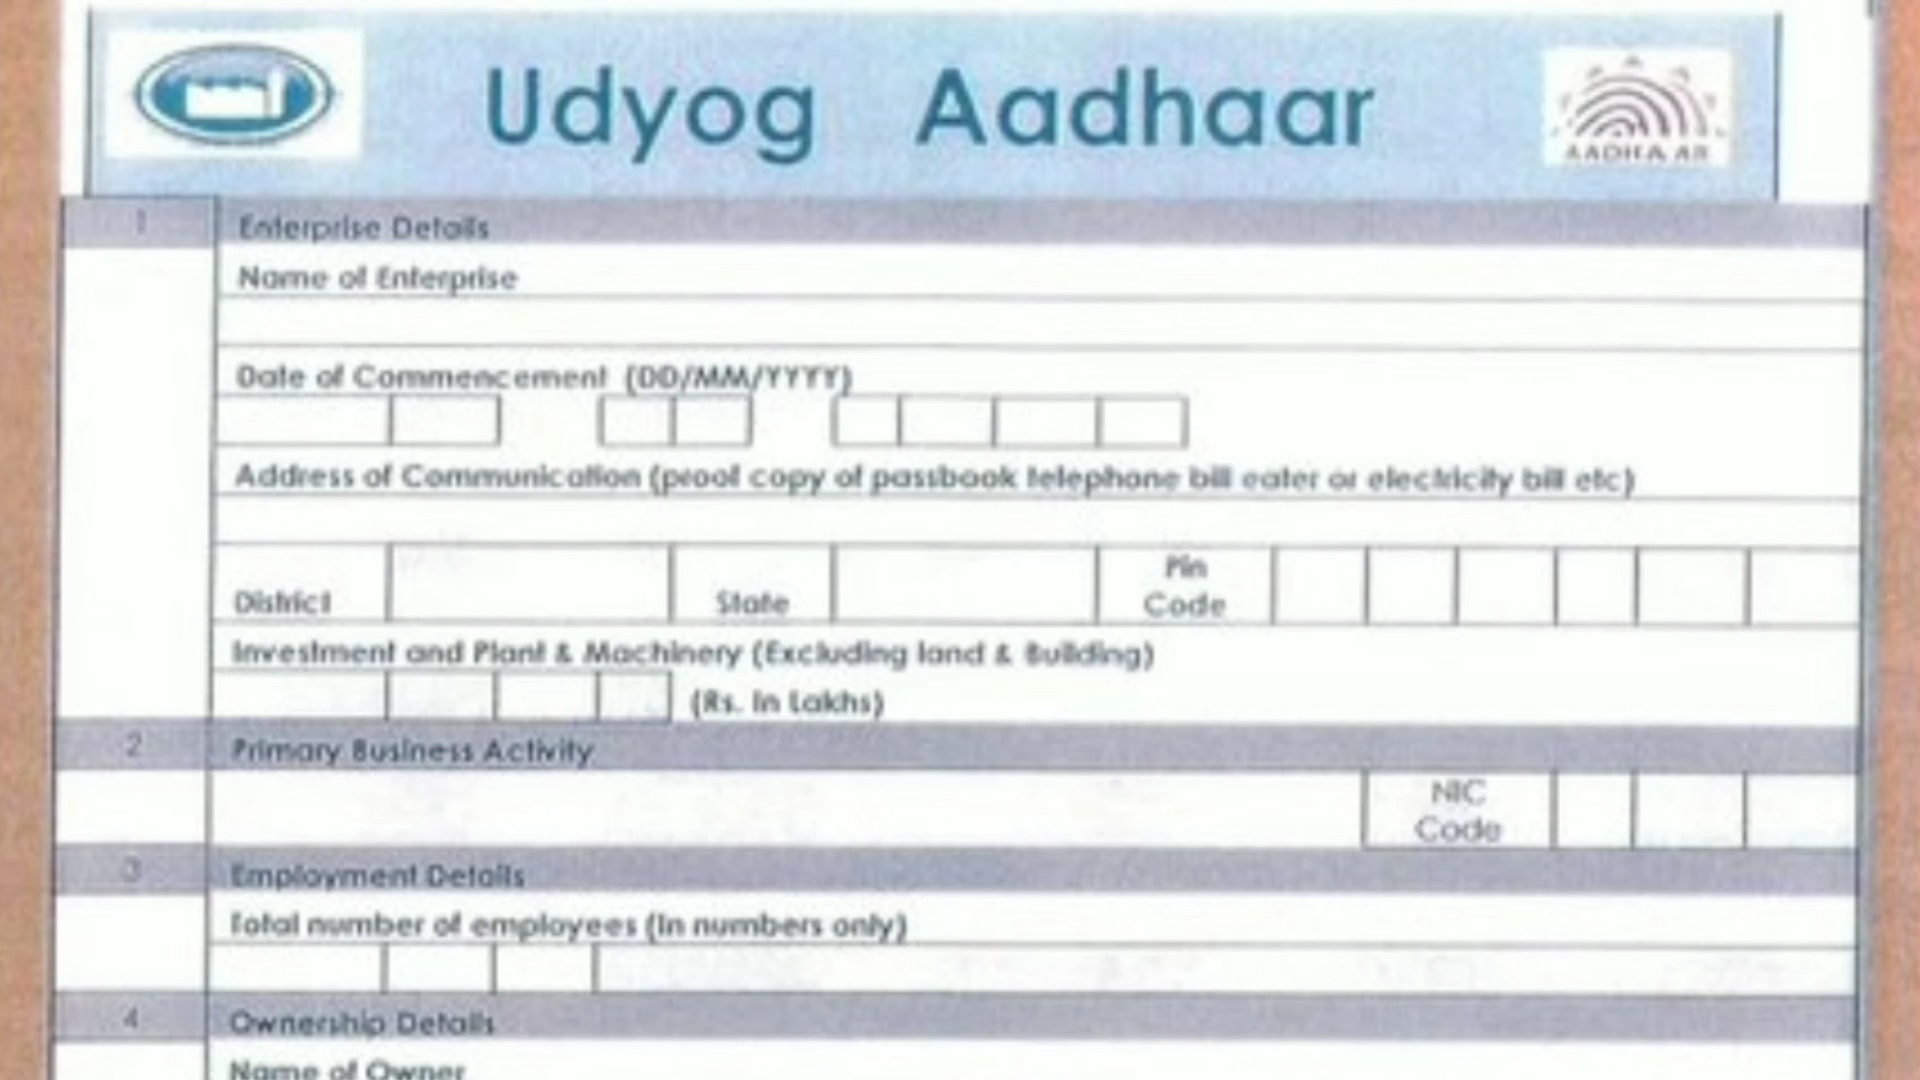 Udyog Aadhaar
AADHAAR
1 Enterprise Details
Name of Enterprise
Date of Commencement (DD/MM/YYYY)
Address of Communication (proof copy of passbook telephone bill eater or electricity bill etc)
District State Pin Code
Investment and Plant & Machinery (Excluding land & Building)
(Rs. In Lakhs)
2 Primary Business Activity
NIC Code
3 Employment Details
Total number of employees (In numbers only)
4 Ownership Details
Name of Owner